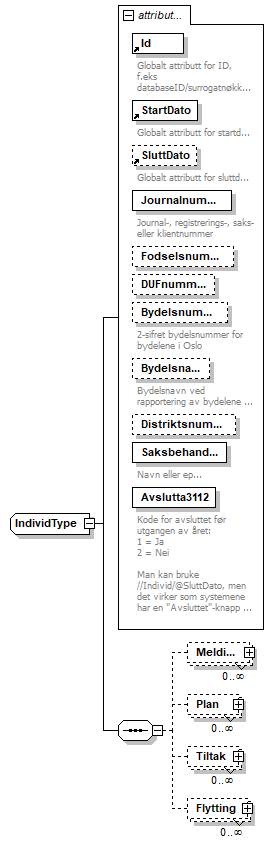 attribut...
Id
Globalt attributt for ID,
f.eks
databaseID/surrogatnøkk...
StartDato
Globalt attributt for startd...
SluttDato
Globalt attributt for sluttd...
Journalnum...
Journal-, registrerings-, saks-
eller klientnummer
Fodselsnum...
DUFnumm...
Bydelsnum...
2-sifret bydelsnummer for
bydelene i Oslo
Bydelsna...
Bydelsnavn ved
rapportering av bydelene ...
Distriktsnum...
Saksbehand...
Navn eller ep...
Avslutta3112
Kode for avsluttet før
utgangen av året:
1 = Ja
2 = Nei
Man kan bruke
//Individ/@SluttDato, men
det virker som systemene
har en "Avsluttet"-knapp ...
IndividType
Meldi...
0..∞
Plan
0..∞
Tiltak
0..∞
Flytting
0..∞